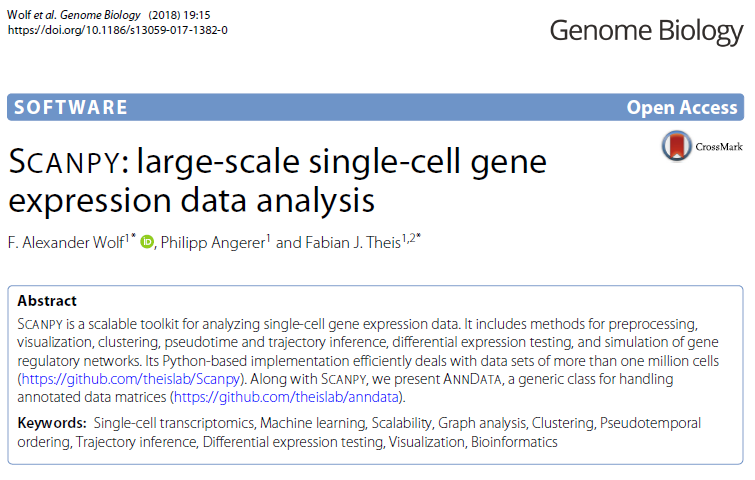 Wolf et al. Genome Biology (2018) 19:15
https://doi.org/10.1186/s13059-017-1382-0
Genome Biology
SOFTWARE
Open Access
CrossMark
SCANPY: large-scale single-cell gene
expression data analysis
F. Alexander Wolf1*, Philipp Angerer1 and Fabian J. Theis1,2*
Abstract
SCANPY is a scalable toolkit for analyzing single-cell gene expression data. It includes methods for preprocessing,
visualization, clustering, pseudotime and trajectory inference, differential expression testing, and simulation of gene
regulatory networks. Its Python-based implementation efficiently deals with data sets of more than one million cells
(https://github.com/theislab/Scanpy). Along with SCANPY, we present ANNDATA, a generic class for handling
annotated data matrices (https://github.com/theislab/anndata).
Keywords: Single-cell transcriptomics, Machine learning, Scalability, Graph analysis, Clustering, Pseudotemporal
ordering, Trajectory inference, Differential expression testing, Visualization, Bioinformatics